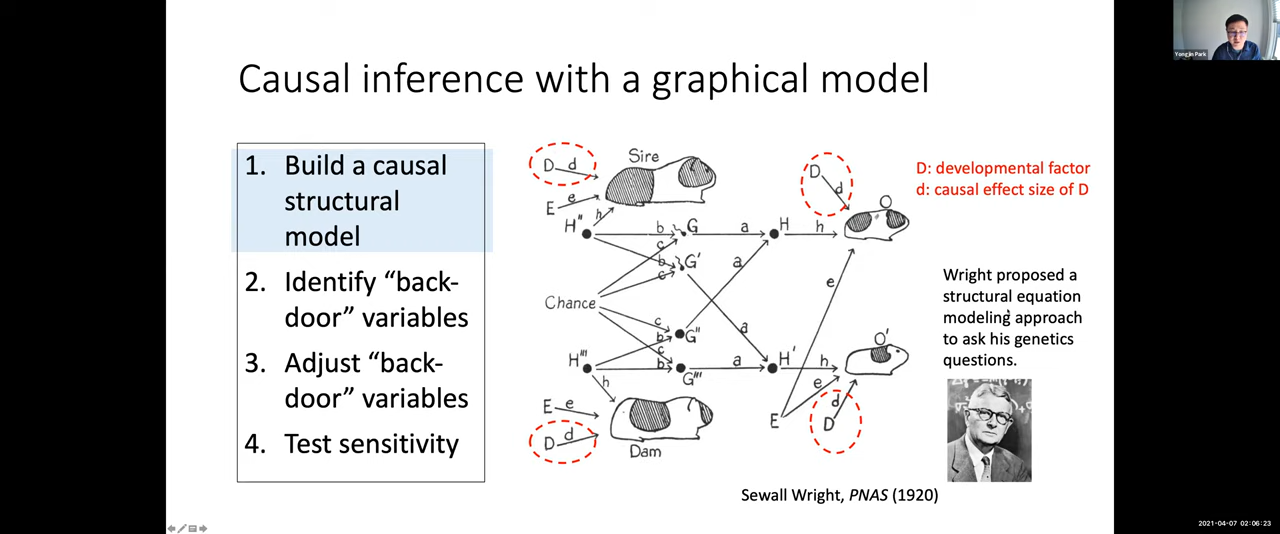 Yongjin Park
Causal inference with a graphical model
1. Build a causal
structural
model
2. Identify “back-
door” variables
3. Adjust “back-
door” variables
4. Test sensitivity
D d
Sire
E e
H'' h
b G a H h
c
b G'
c
a
Chance
c
b G''
a
c
H''' b G''' a H' h
h
E e
D d
Dam
D
d
O
e
O'
e
E
d
D
D: developmental factor
d: causal effect size of D
Wright proposed a
structural equation
modeling approach
to ask his genetics
questions.
Sewall Wright, PNAS (1920)
2021-04-07 02:06:23